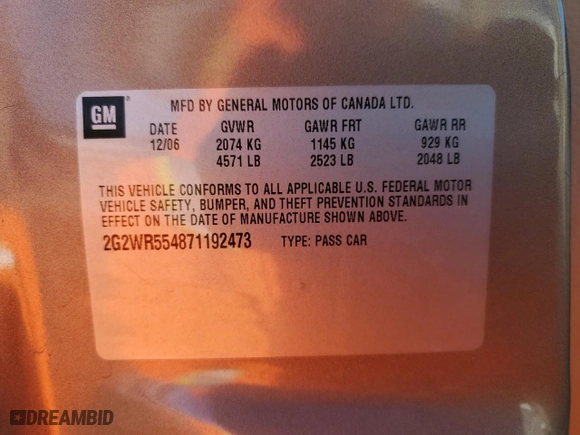 GM ® MFD BY GENERAL MOTORS OF CANADA LTD.
DATE GVWR GAWR FRT GAWR RR
12/06 2074 KG 1145 KG 929 KG
4571 LB 2523 LB 2048 LB
THIS VEHICLE CONFORMS TO ALL APPLICABLE U.S. FEDERAL MOTOR
VEHICLE SAFETY, BUMPER, AND THEFT PREVENTION STANDARDS IN
EFFECT ON THE DATE OF MANUFACTURE SHOWN ABOVE.
2G2WR554871192473 TYPE: PASS CAR
DREAMBID